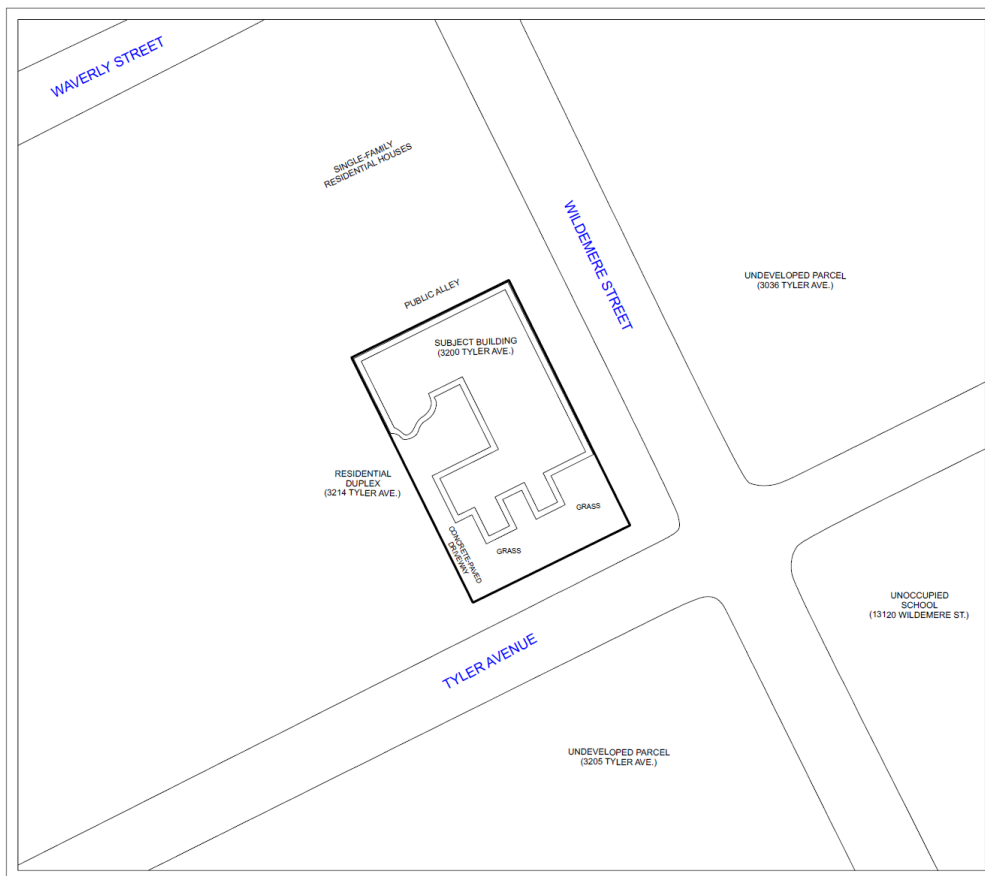 WAVERLY STREET
SINGLE-FAMILY
RESIDENTIAL HOUSES
WILDEMERE STREET
UNDEVELOPED PARCEL
(3036 TYLER AVE.)
PUBLIC ALLEY
SUBJECT BUILDING
(3200 TYLER AVE.)
RESIDENTIAL
DUPLEX
(3214 TYLER AVE.)
GRASS
CONCRETE-PAVED
DRIVEWAY
GRASS
UNOCCUPIED
SCHOOL
(13120 WILDEMERE ST.)
TYLER AVENUE
UNDEVELOPED PARCEL
(3205 TYLER AVE.)